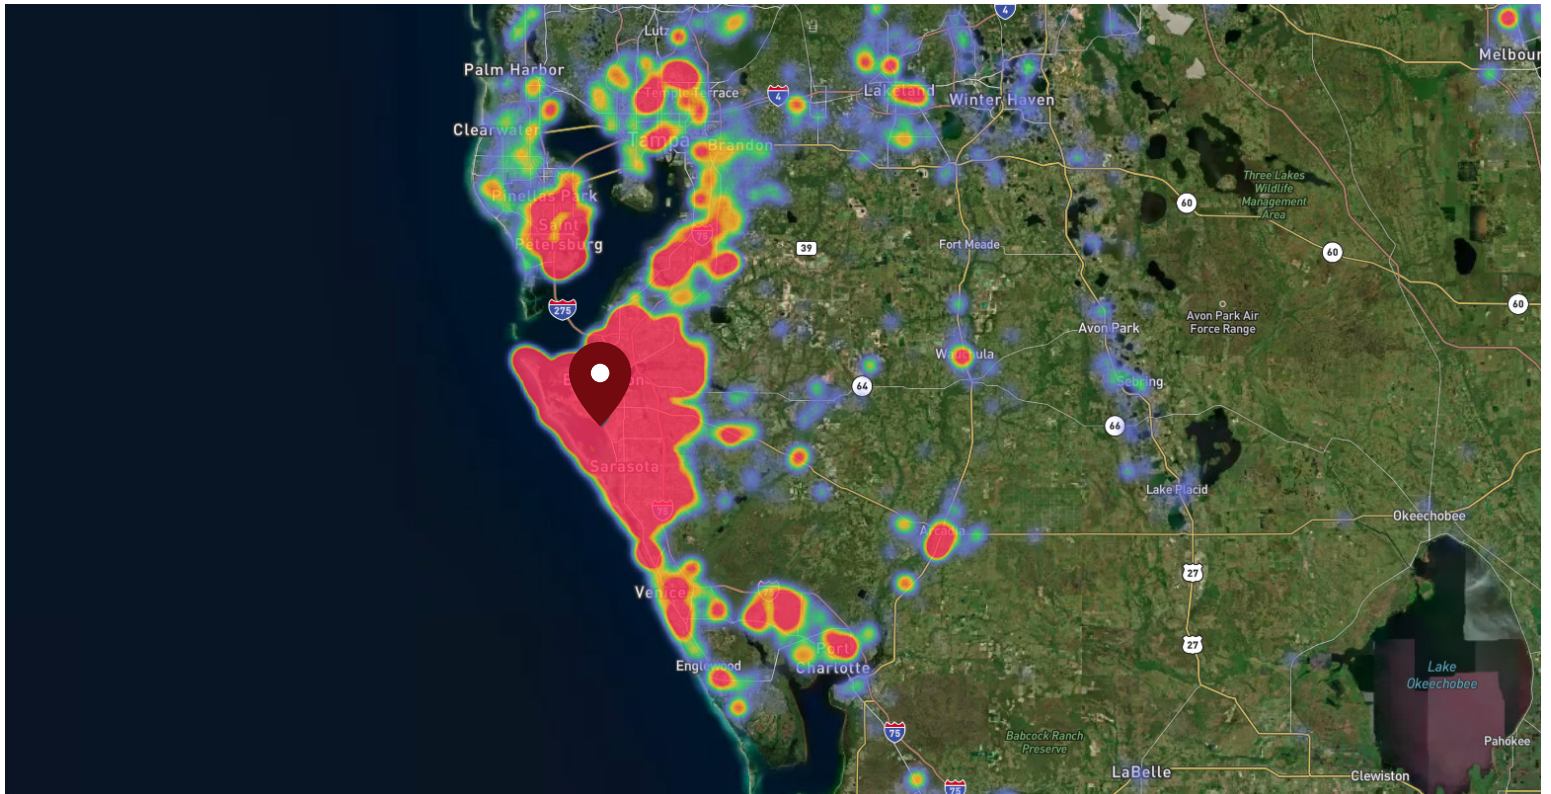 4
Lutz
Melbour
Palm Harbor
Temple Terrace
4
Lakeland
Winter Haven
Clearwater
Tampa
Brandon
Pinellas Park
Three Lakes
Wildlife
Management
Area
60
Saint
Petersburg
75
39
Fort Meade
60
275
60
Avon Park
Avon Park Air
Force Range
Wauchula
64
Sebring
66
Sarasota
Lake Placid
75
Okeechobee
Arcadia
27
Venice
75
27
Port
Charlotte
Englewood
Lake
Okeechobee
75
Babcock Ranch
Preserve
Pahokee
LaBelle
Clewiston
75